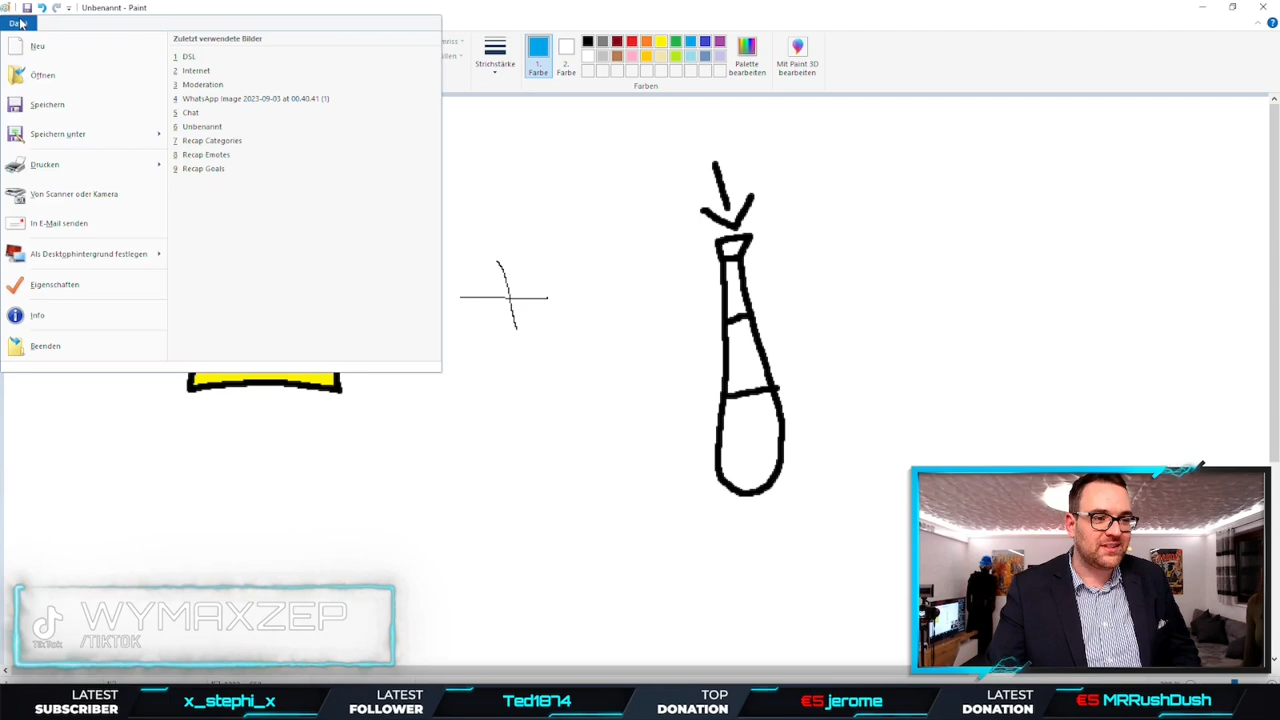 Unbenannt - Paint
Datei
Neu
Öffnen
Speichern
Speichern unter
Drucken
Von Scanner oder Kamera
In E-Mail senden
Als Desktophintergrund festlegen
Eigenschaften
Info
Beenden
Zuletzt verwendete Bilder
1 DSL
2 Internet
3 Moderation
4 WhatsApp Image 2023-09-03 at 00.40.41 (1)
5 Chat
6 Unbenannt
7 Recap Categories
8 Recap Emotes
9 Recap Goals
Strichstärke
1. Farbe
2. Farbe
Palette bearbeiten
Mit Paint 3D bearbeiten
Farben
WYMAXZEP
TikTok /TIKTOK
LATEST SUBSCRIBER
x_stephi_x
LATEST FOLLOWER
Ted1874
TOP DONATION
€5 jerome
LATEST DONATION
€5 MRRushDush